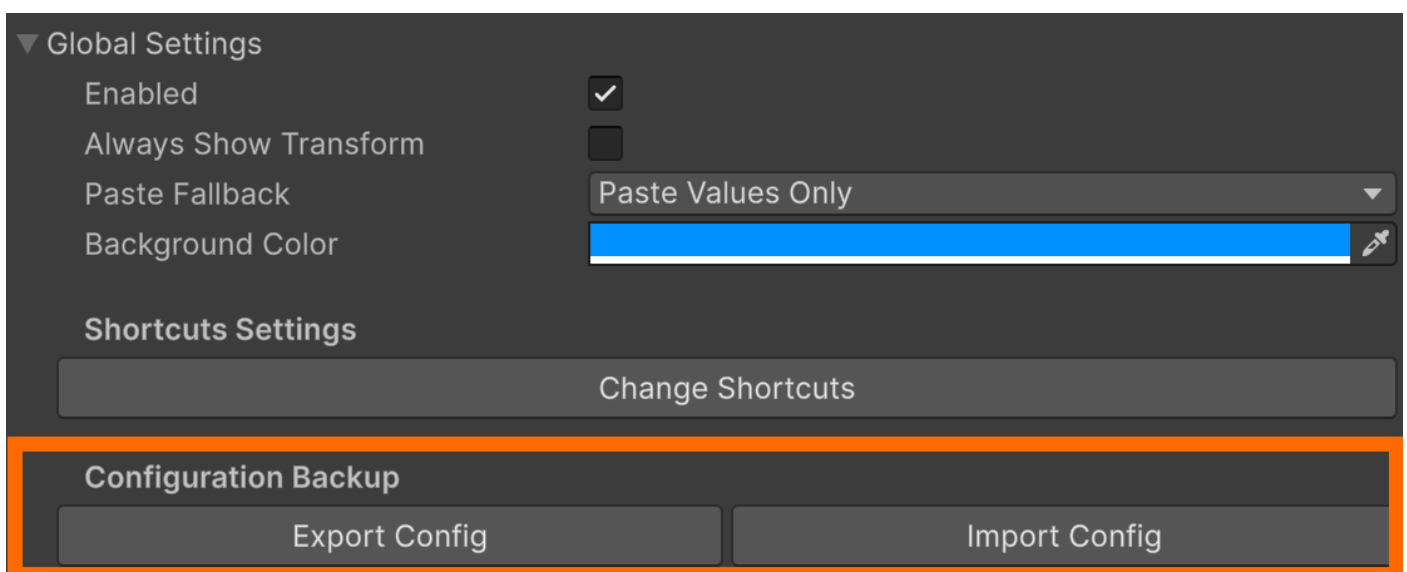 Global Settings
Enabled
Always Show Transform
Paste Fallback Paste Values Only
Background Color
Shortcuts Settings
Change Shortcuts
Configuration Backup
Export Config Import Config